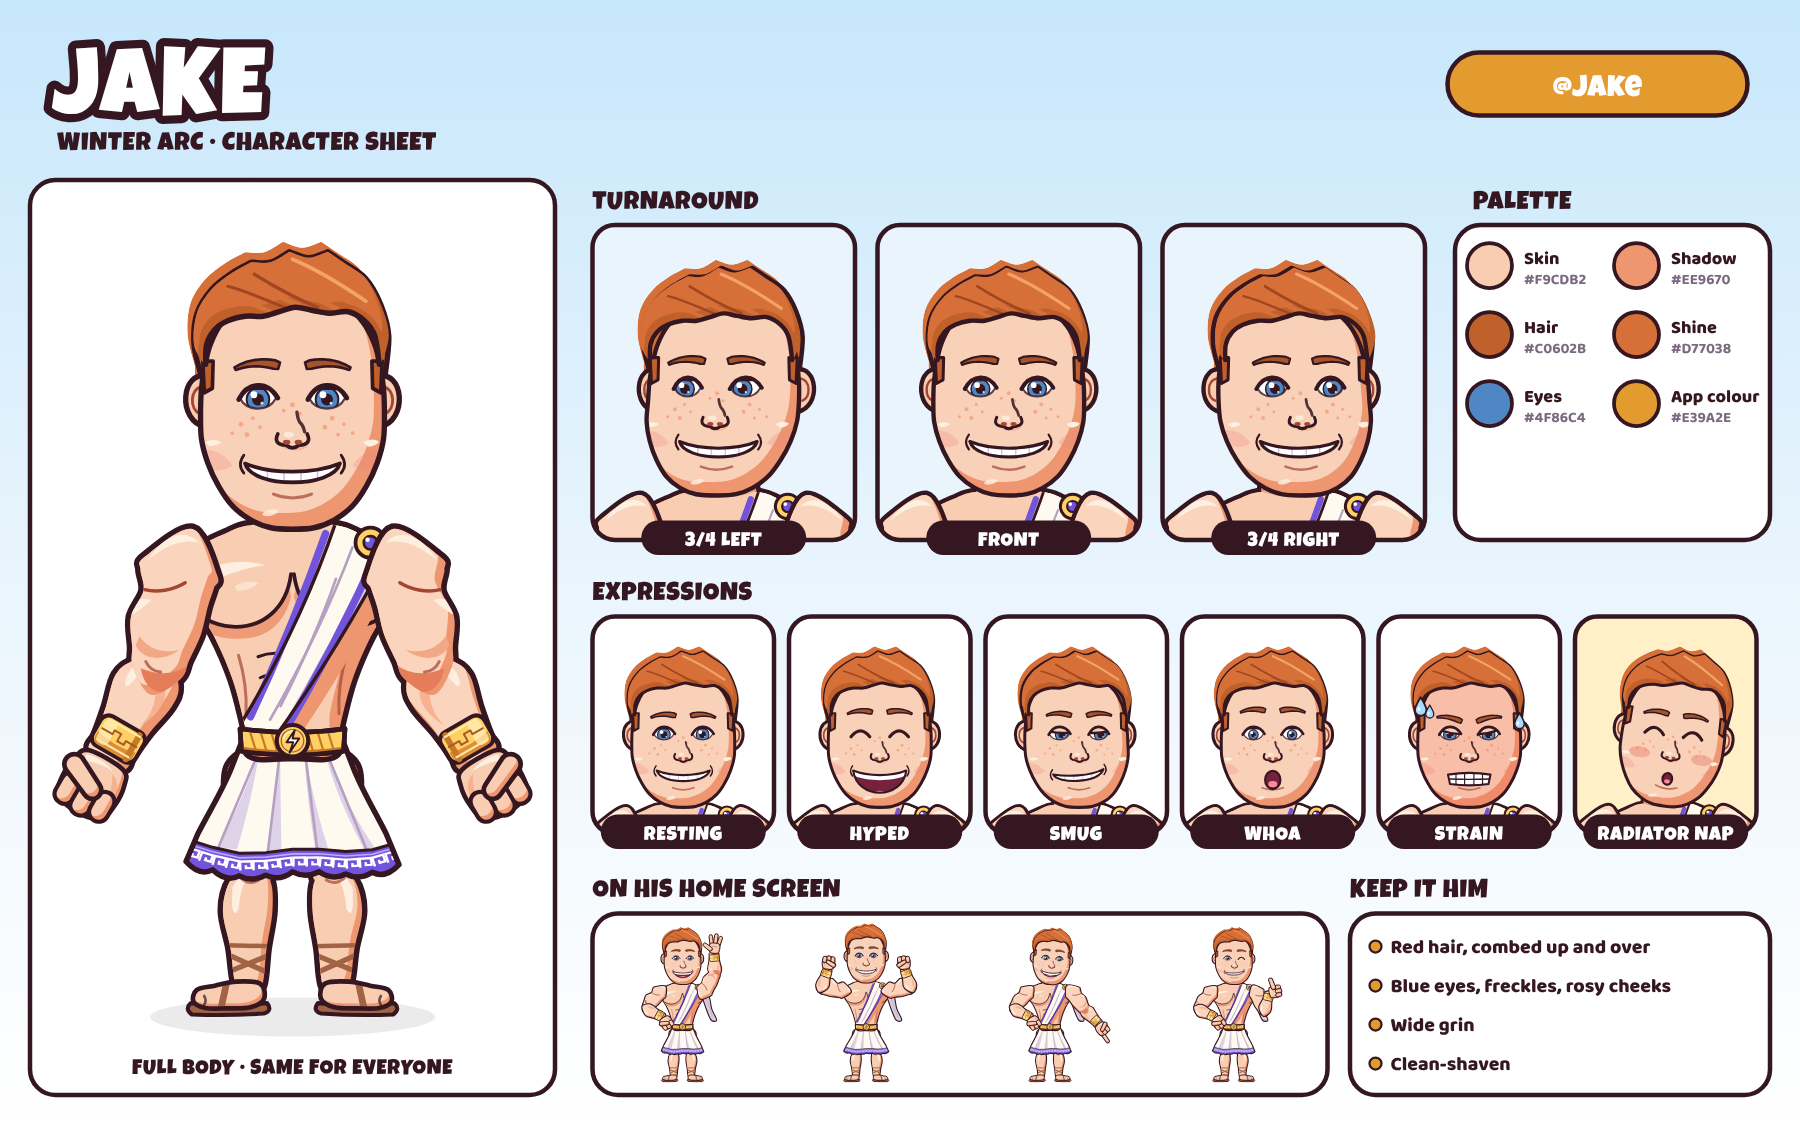 JAKE
WINTER ARC · CHARACTER SHEET
@JAKe
FULL BODY · SAME FOR EVERYONE
TURNAROUND
3/4 LEFT
FRONT
3/4 RIGHT
PALETTE
Skin
#F9CDB2
Shadow
#EE9670
Hair
#C0602B
Shine
#D77038
Eyes
#4F86C4
App colour
#E39A2E
EXPRESSIONS
RESTING
HYPED
SMUG
WHOA
STRAIN
RADIATOR NAP
ON HIS HOME SCREEN
KEEP IT HIM
Red hair, combed up and over
Blue eyes, freckles, rosy cheeks
Wide grin
Clean-shaven